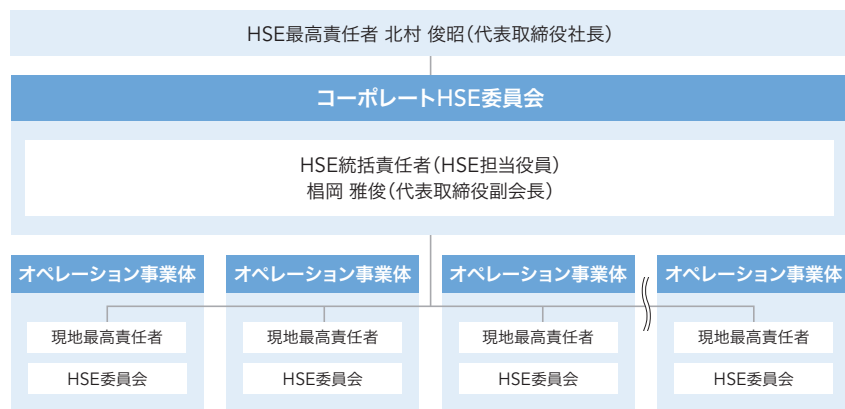 HSE最高責任者 北村 俊昭（代表取締役社長）
コーポレートHSE委員会
HSE統括責任者（HSE担当役員）
椙岡 雅俊（代表取締役副会長）
オペレーション事業体
オペレーション事業体
オペレーション事業体
オペレーション事業体
現地最高責任者
現地最高責任者
現地最高責任者
現地最高責任者
HSE委員会
HSE委員会
HSE委員会
HSE委員会